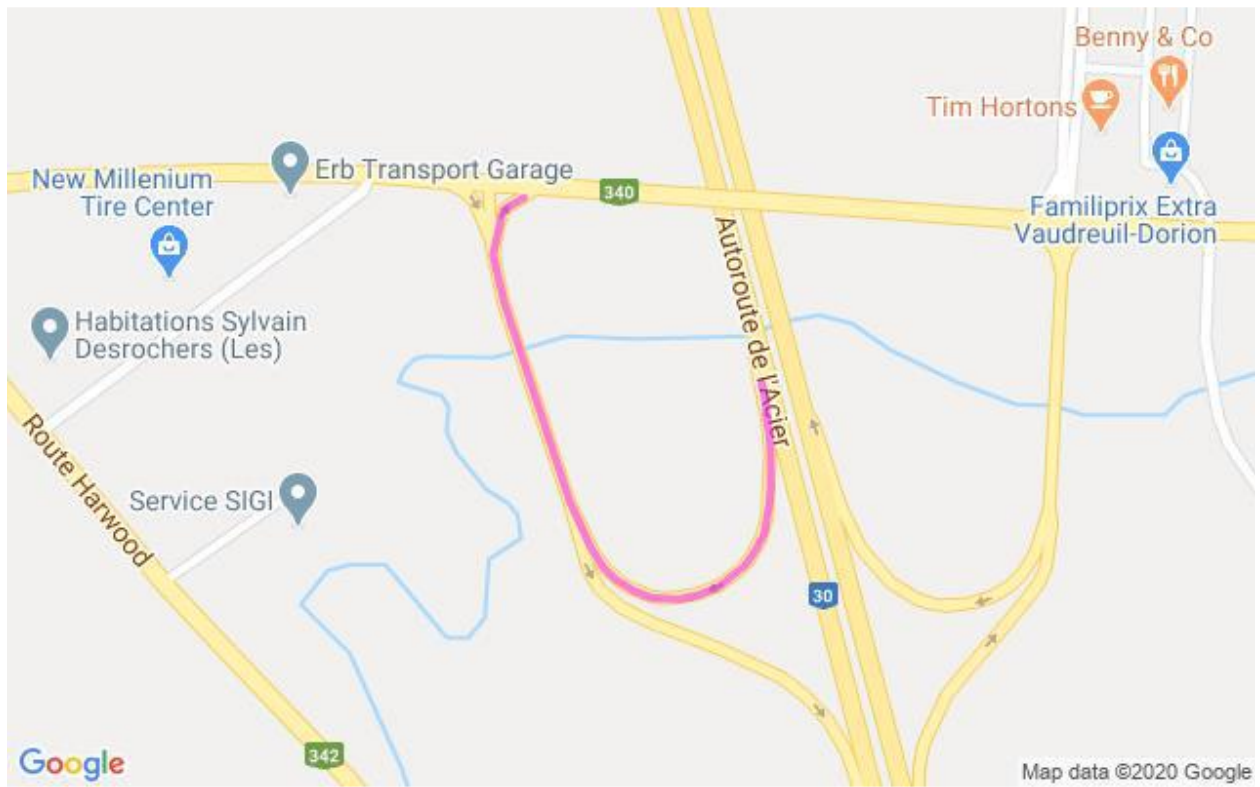 Benny & Co
Tim Hortons
Erb Transport Garage
340
New Millenium
Tire Center
Familiprix Extra
Vaudreuil-Dorion
Autoroute de l'Acier
Habitations Sylvain
Desrochers (Les)
Route Harwood
Service SIGI
30
342
Google
Map data ©2020 Google